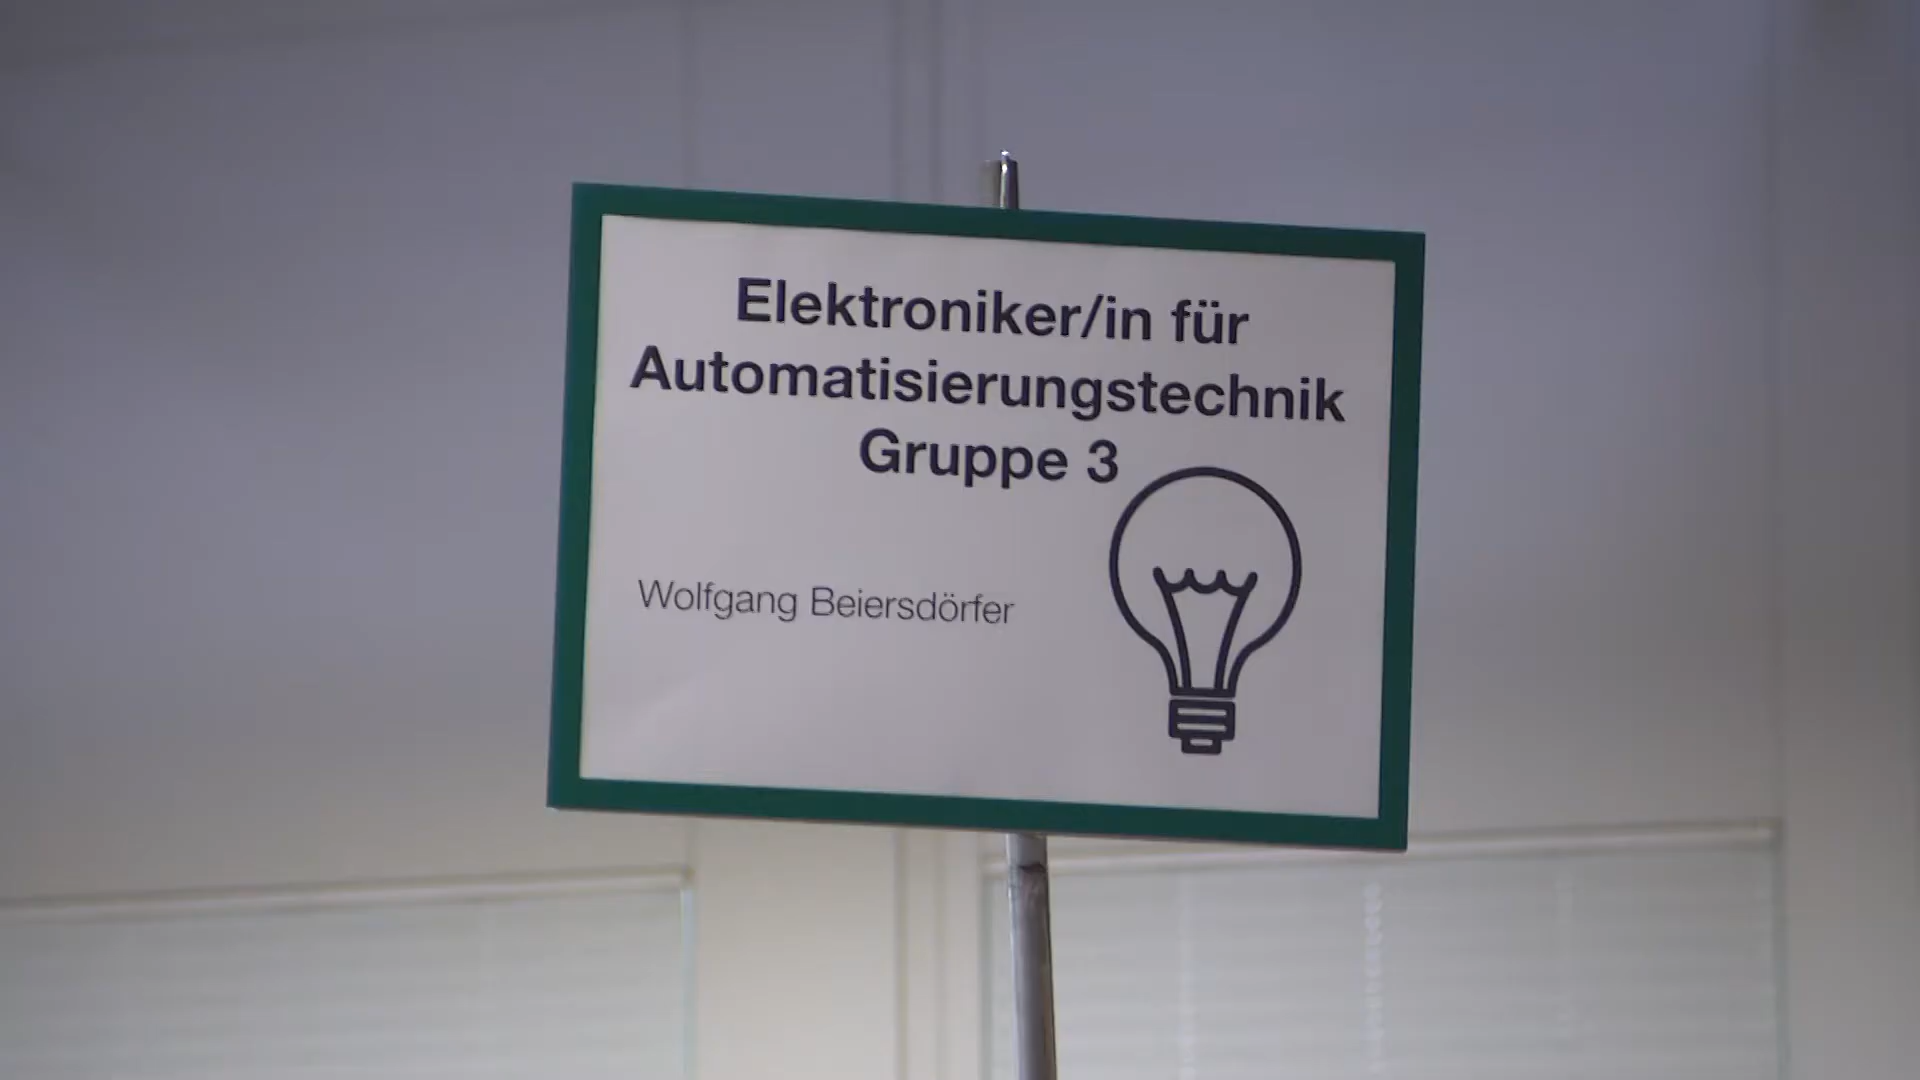 Elektroniker/in für
Automatisierungstechnik
Gruppe 3
Wolfgang Beiersdörfer